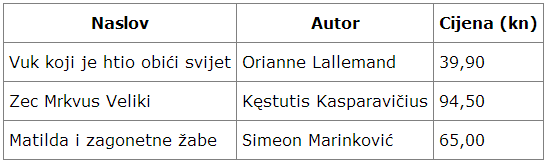 Naslov Autor Cijena (kn)
Vuk koji je htio obići svijet Orianne Lallemand 39,90
Zec Mrkvus Veliki Kęstutis Kasparavičius 94,50
Matilda i zagonetne žabe Simeon Marinković 65,00